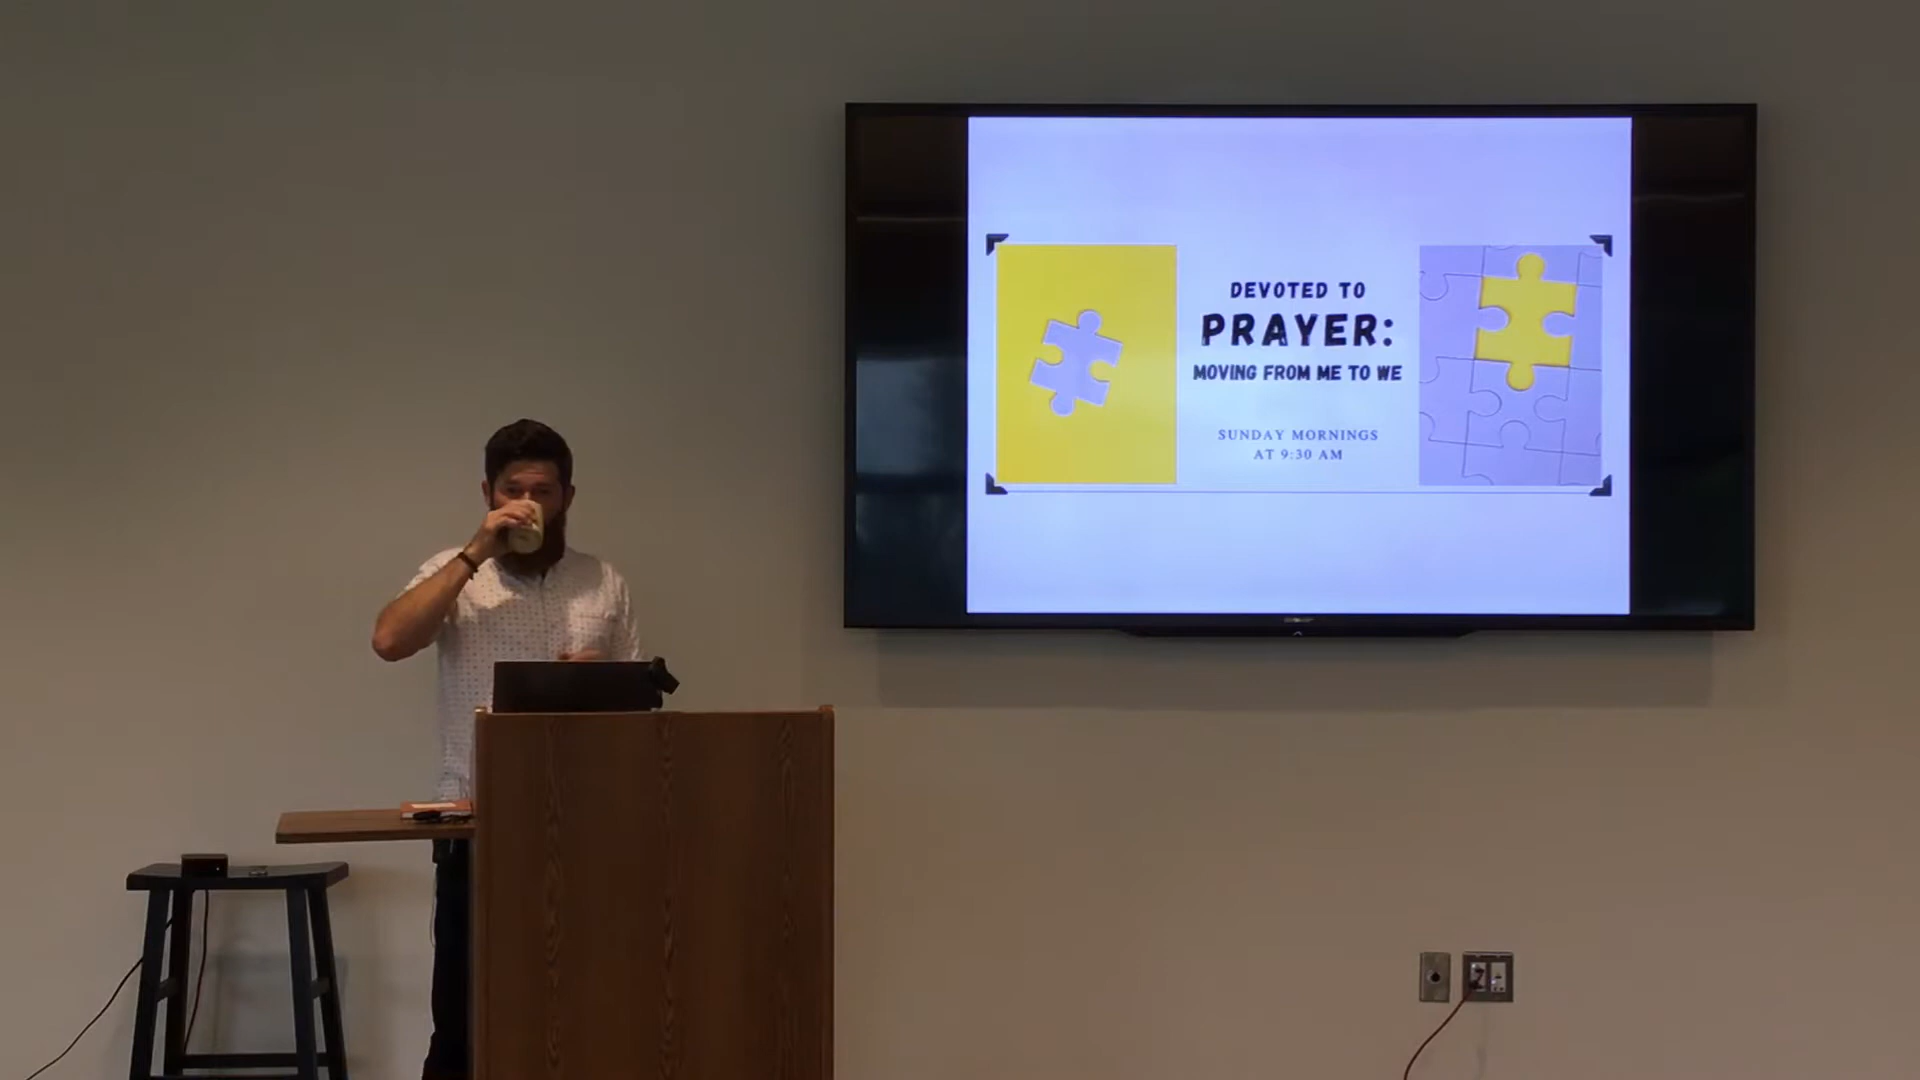 DEVOTED TO
PRAYER:
MOVING FROM ME TO WE
SUNDAY MORNINGS
AT 9:30 AM